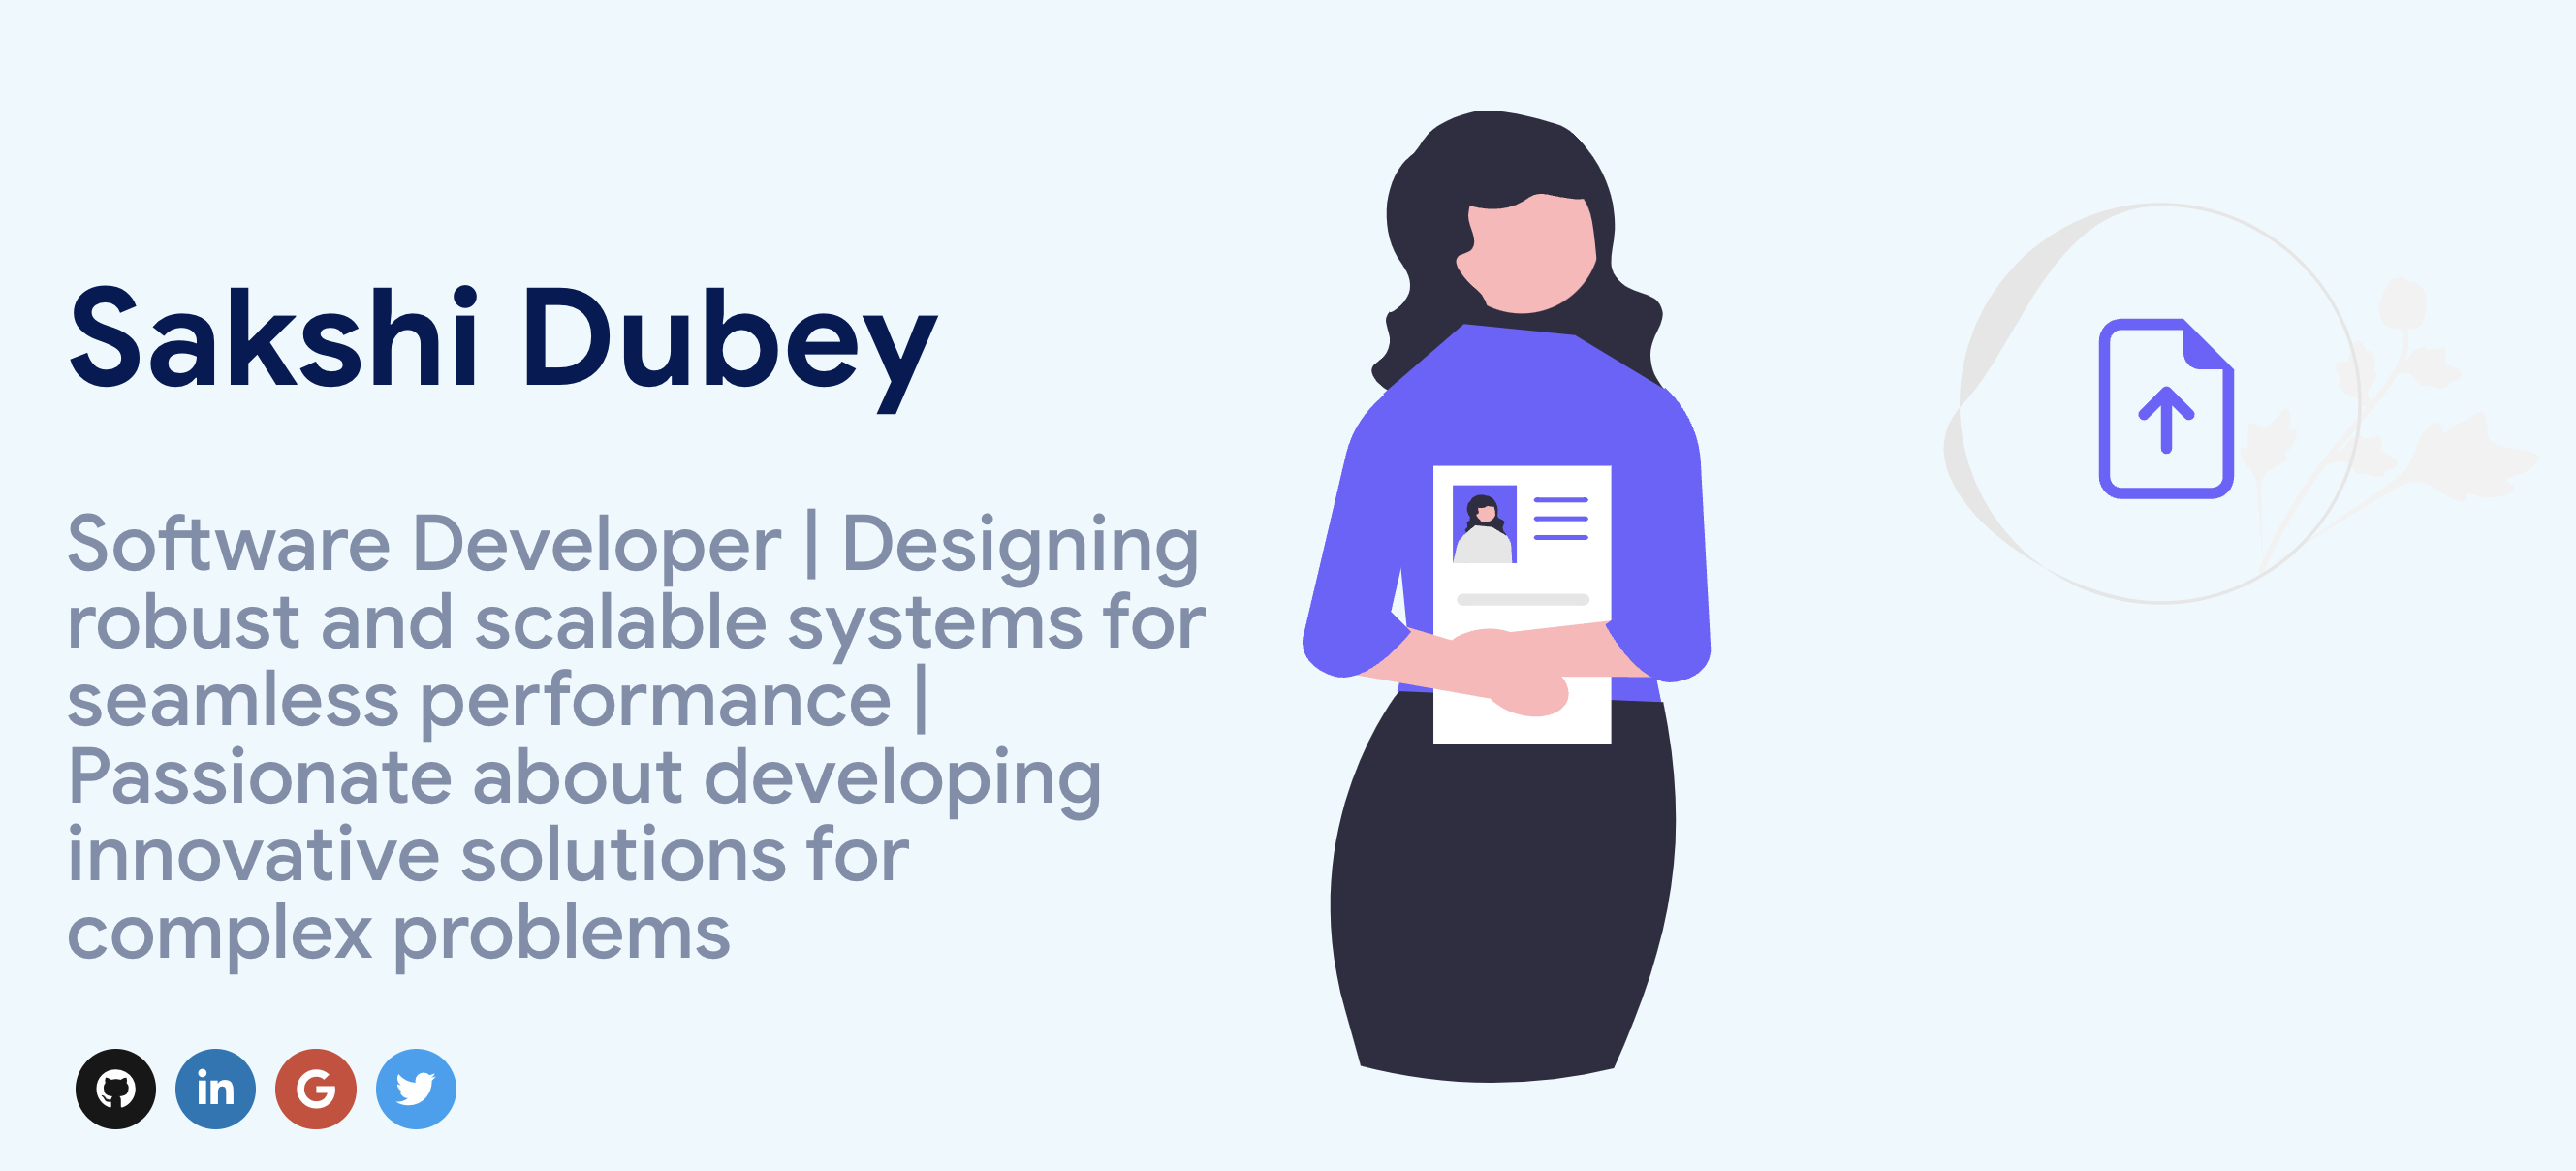 Sakshi Dubey
Software Developer | Designing
robust and scalable systems for
seamless performance |
Passionate about developing
innovative solutions for
complex problems
in
G